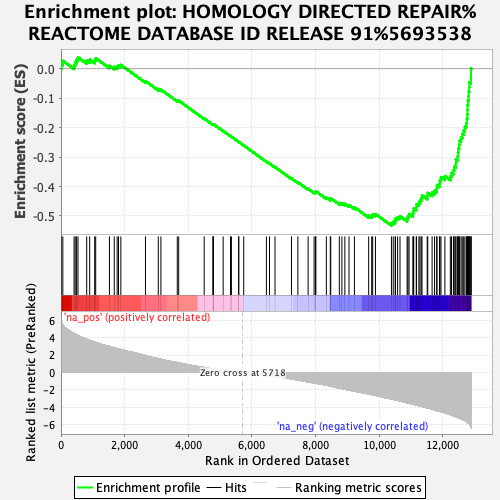 Enrichment plot: HOMOLOGY DIRECTED REPAIR%
REACTOME DATABASE ID RELEASE 91%5693538
Enrichment score (ES)
0.0
-0.1
-0.2
-0.3
-0.4
-0.5
'na_pos' (positively correlated)
Ranked list metric (PreRanked)
6
4
2
0
-2
-4
-6
Zero cross at 5718
'na_neg' (negatively correlated)
0
2,000
4,000
6,000
8,000
10,000
12,000
Rank in Ordered Dataset
Enrichment profile
Hits
Ranking metric scores